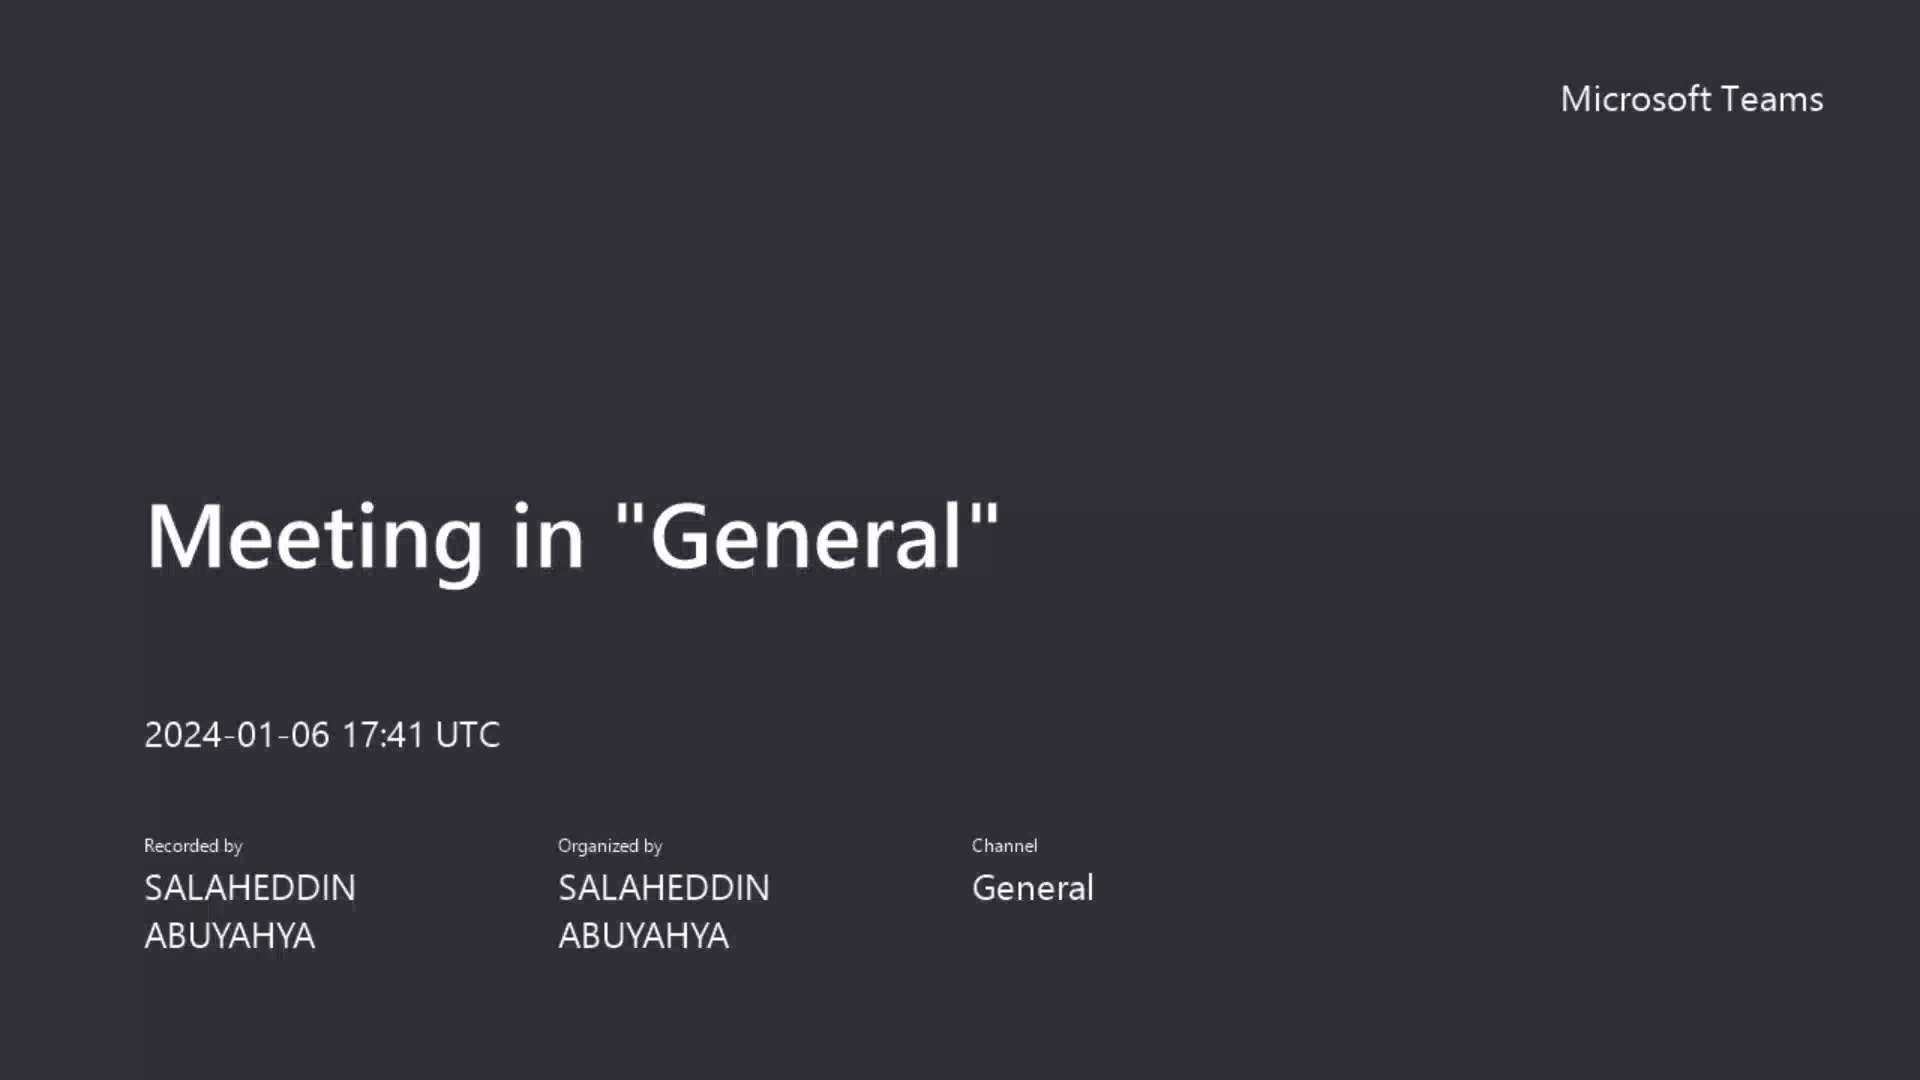 Microsoft Teams
Meeting in "General"
2024-01-06 17:41 UTC
Recorded by
SALAHEDDIN
ABUYAHYA
Organized by
SALAHEDDIN
ABUYAHYA
Channel
General